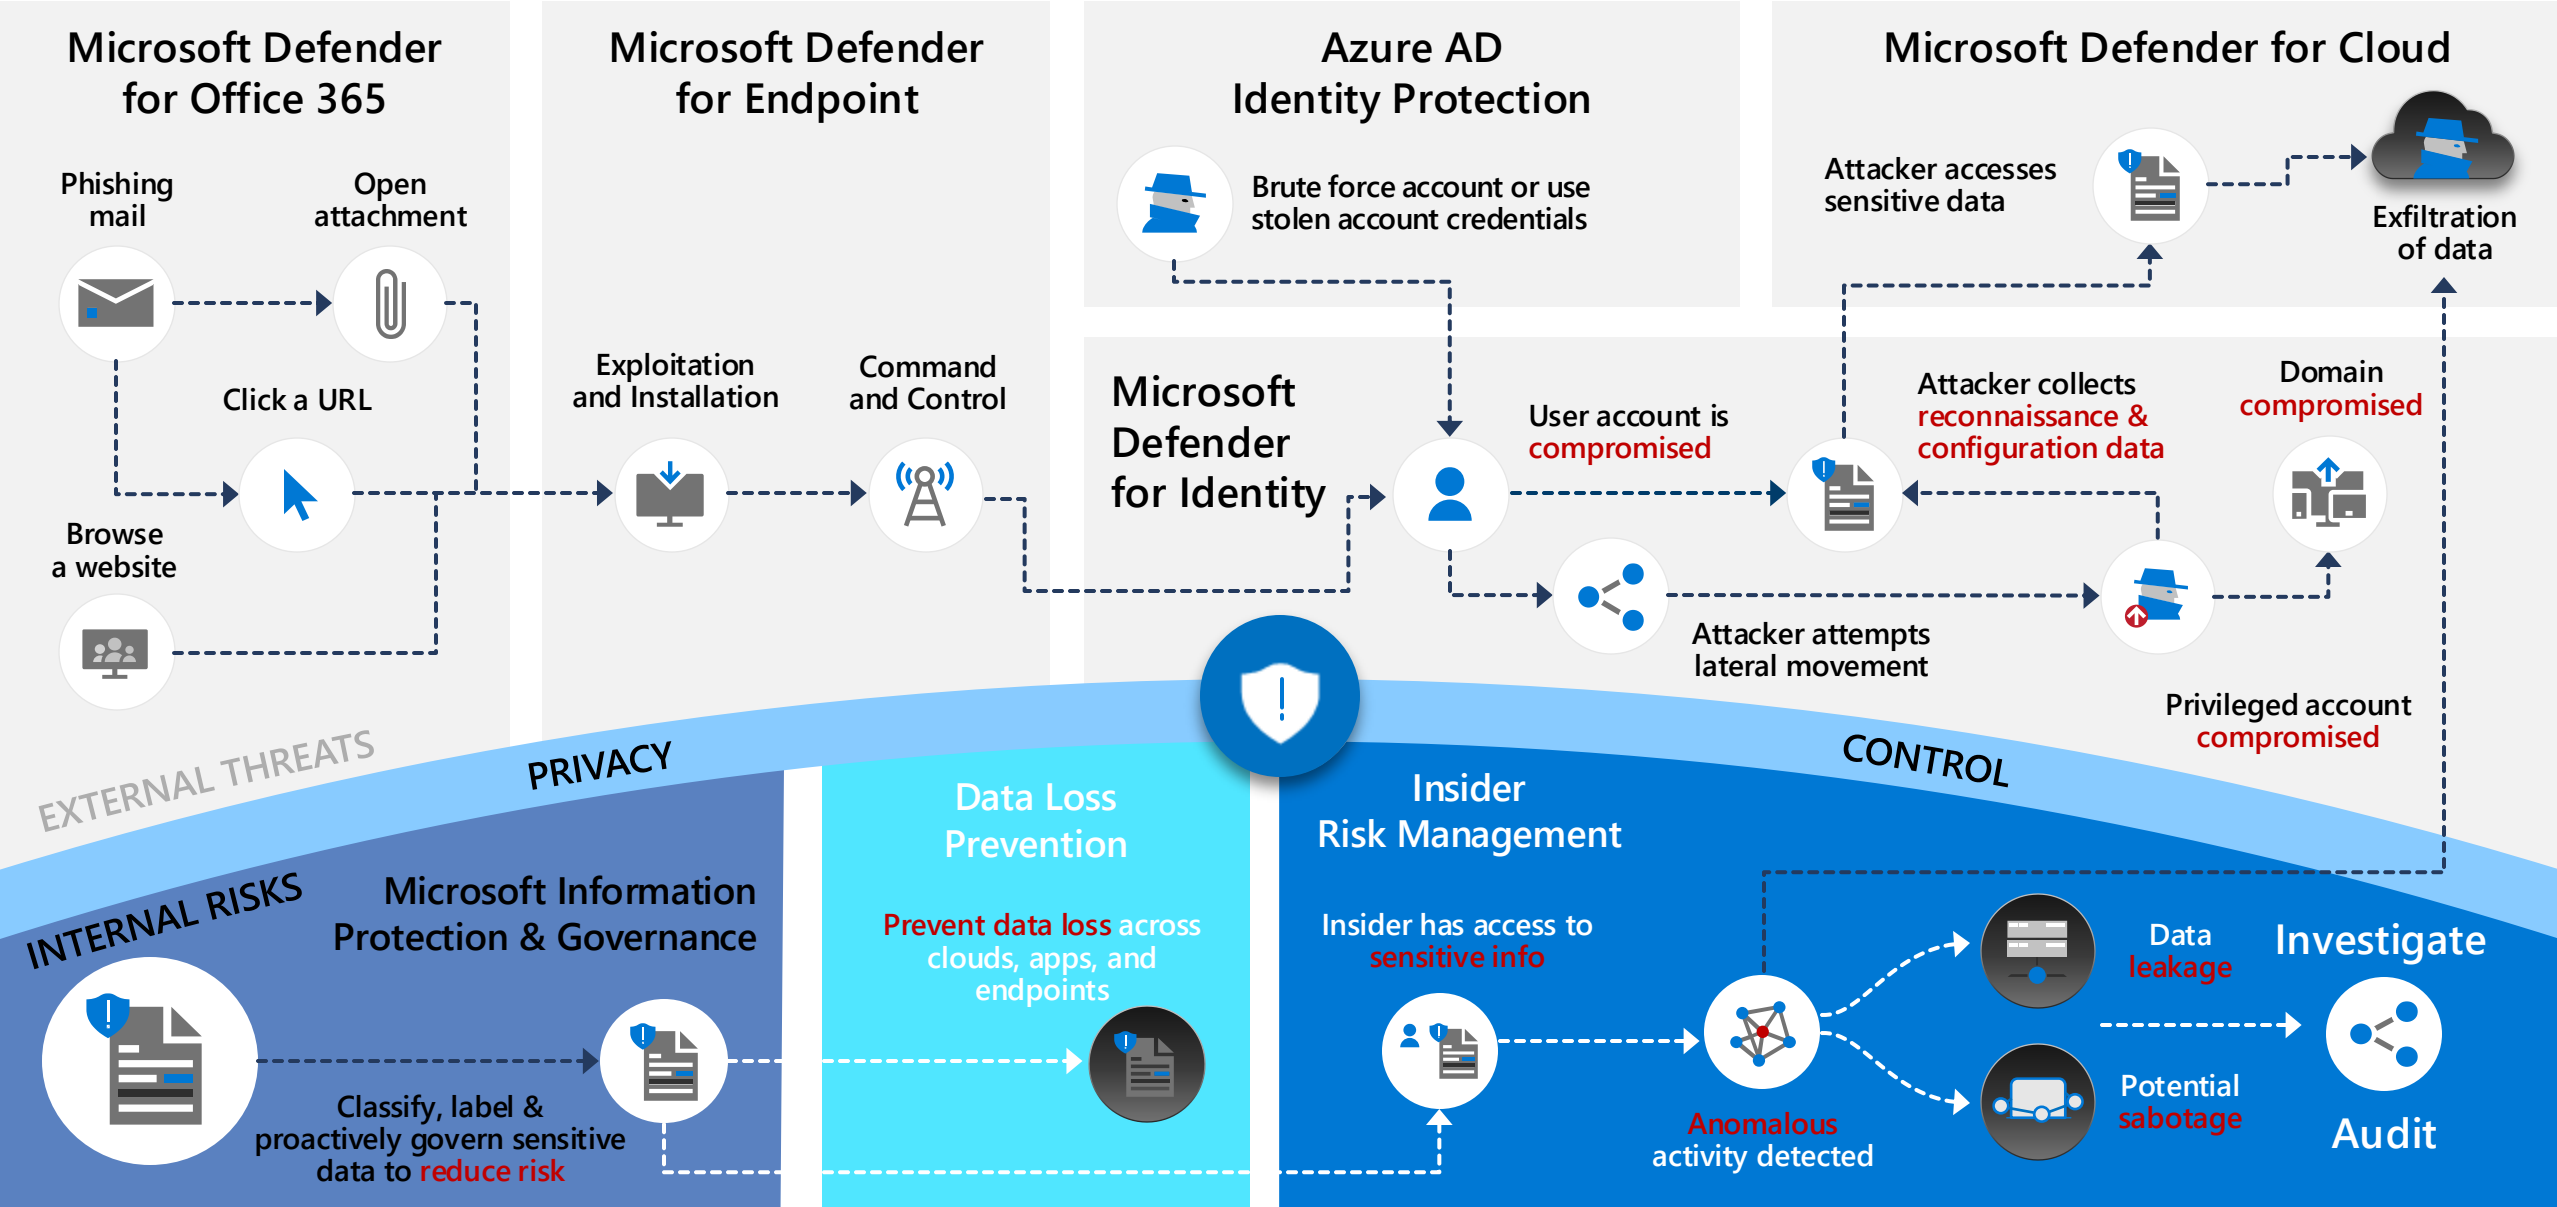 Microsoft Defender
for Office 365
Phishing
mail
Open
attachment
Click a URL
Browse
a website
Microsoft Defender
for Endpoint
Exploitation
and Installation
Command
and Control
Azure AD
Identity Protection
Brute force account or use
stolen account credentials
Microsoft Defender for Cloud
Attacker accesses
sensitive data
Exfiltration
of data
Microsoft
Defender
for Identity
User account is
compromised
Attacker collects
reconnaissance &
configuration data
Domain
compromised
Attacker attempts
lateral movement
Privileged account
compromised
EXTERNAL THREATS
PRIVACY
CONTROL
INTERNAL RISKS
Microsoft Information
Protection & Governance
Classify, label &
proactively govern sensitive
data to reduce risk
Data Loss
Prevention
Prevent data loss across
clouds, apps, and
endpoints
Insider
Risk Management
Insider has access to
sensitive info
Anomalous
activity detected
Data
leakage
Potential
sabotage
Investigate
Audit